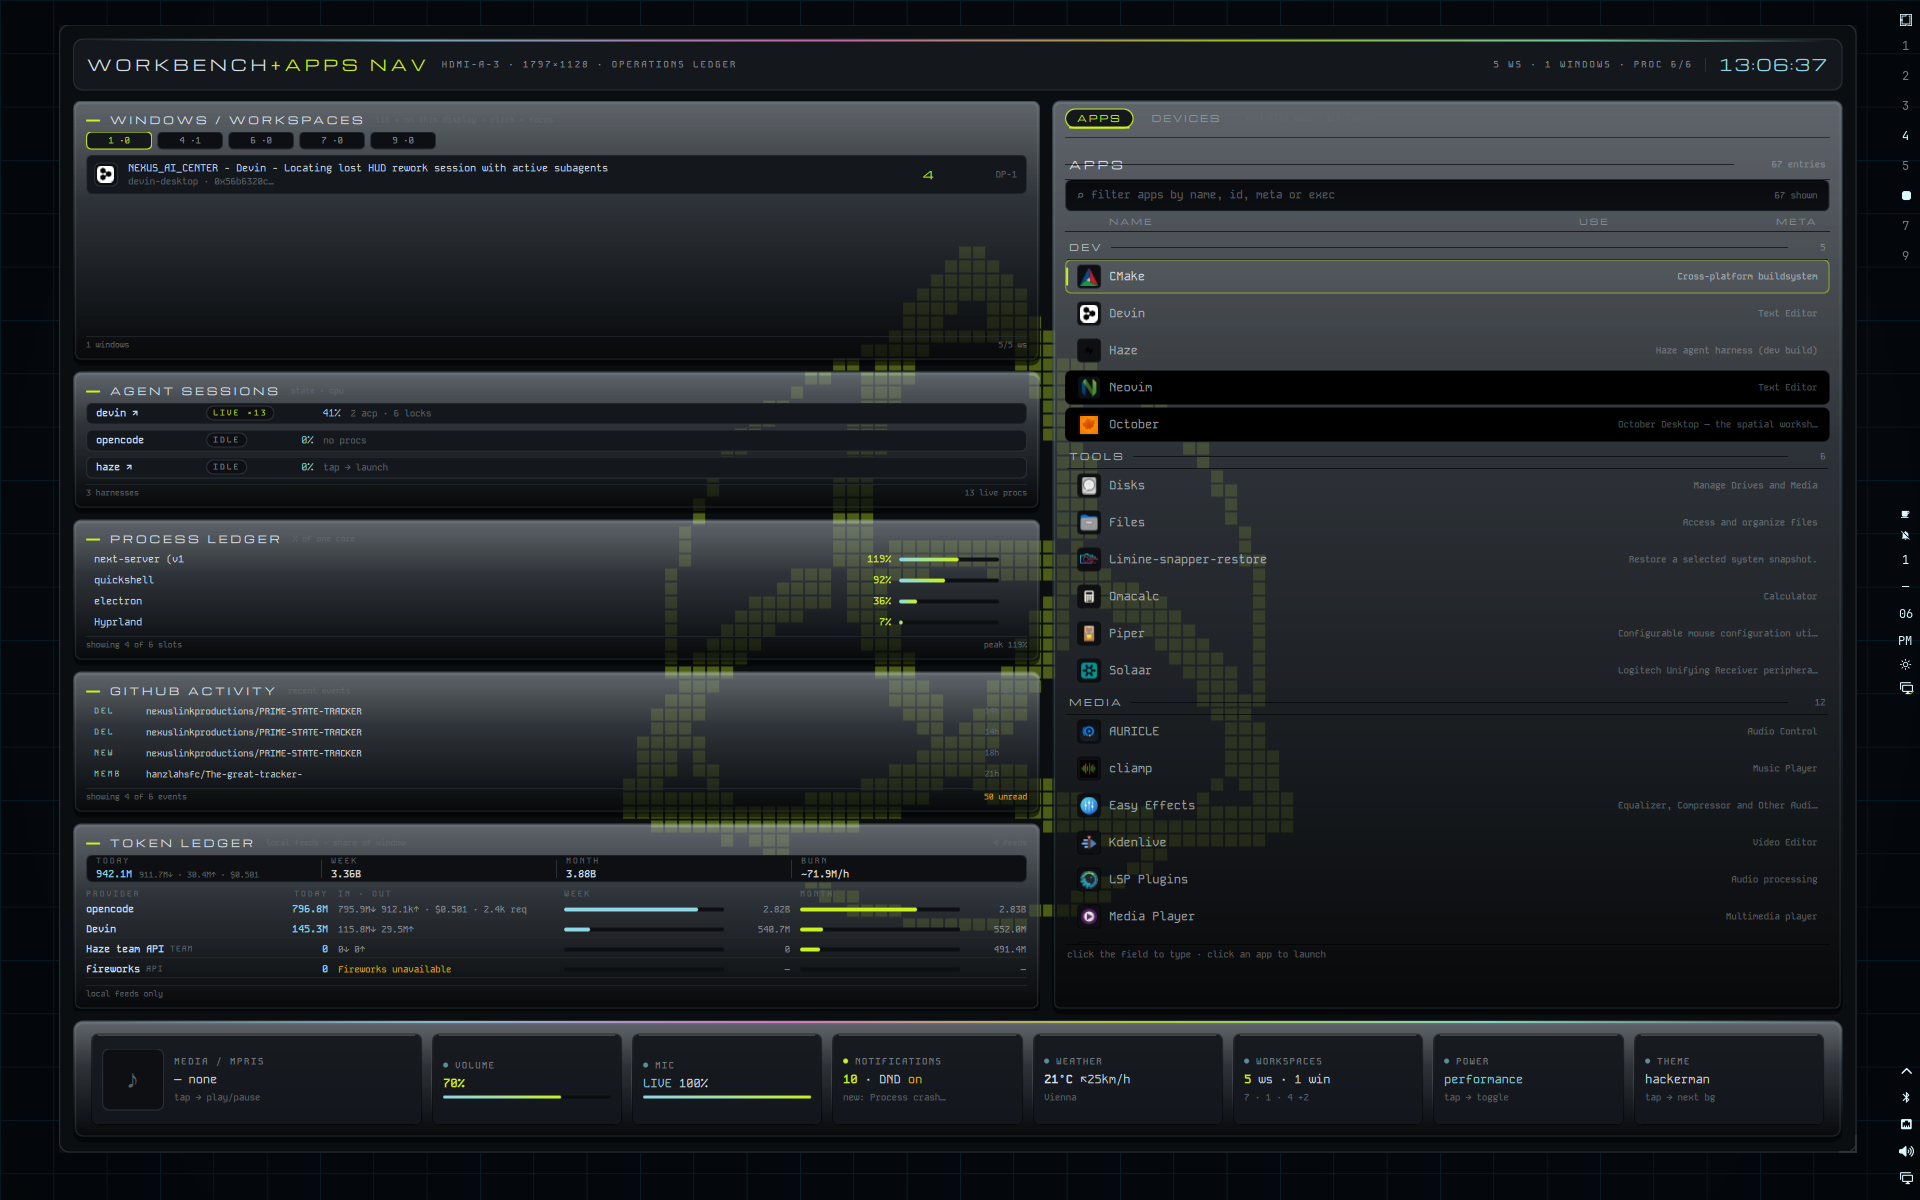 WORKBENCH+APPS NAV HDMI-A-3 · 1797×1128 · OPERATIONS LEDGER
5 WS · 1 WINDOWS · PROC 6/6 13:06:37
WINDOWS / WORKSPACES
1 ·0 4 ·1 6 ·0 7 ·0 9 ·0
NEXUS_AI_CENTER - Devin - Locating lost HUD rework session with active subagents 4 DP-1
devin-desktop · 0x56b6320c…
1 windows 5/5 ws
AGENT SESSIONS
devin ↗ LIVE ·13 41% 2 acp · 6 locks
opencode IDLE 0% no procs
haze ↗ IDLE 0% tap → launch
3 harnesses 13 live procs
PROCESS LEDGER % of one core
next-server (v1 119%
quickshell 92%
electron 36%
Hyprland 7%
showing 4 of 6 slots peak 119%
GITHUB ACTIVITY recent events
DEL nexuslinkproductions/PRIME-STATE-TRACKER
DEL nexuslinkproductions/PRIME-STATE-TRACKER 14h
NEW nexuslinkproductions/PRIME-STATE-TRACKER 18h
MEMB hanzlahsfc/The-great-tracker- 21h
showing 4 of 6 events 50 unread
TOKEN LEDGER
TODAY WEEK MONTH BURN
942.1M 911.7M↓ · 30.4M↑ · $0.501 3.36B 3.88B ~71.9M/h
PROVIDER TODAY IN · OUT WEEK MONTH
opencode 796.8M 795.9M↓ 912.1k↑ · $0.501 · 2.4k req 2.82B 2.83B
Devin 145.3M 115.8M↓ 29.5M↑ 540.7M 552.0M
Haze team API TEAM 0 0↓ 0↑ 0 491.4M
Fireworks API 0 Fireworks unavailable — —
local feeds only
APPS DEVICES
APPS 67 entries
filter apps by name, id, meta or exec 67 shown
NAME USE META
DEV 5
CMake Cross-platform buildsystem
Devin Text Editor
Haze Haze agent harness (dev build)
Neovim Text Editor
October October Desktop — the spatial worksh…
TOOLS 6
Disks Manage Drives and Media
Files Access and organize files
Limine-snapper-restore Restore a selected system snapshot.
Omacalc Calculator
Piper Configurable mouse configuration uti…
Solaar Logitech Unifying Receiver periphera…
MEDIA 12
AURICLE Audio Control
cliamp Music Player
Easy Effects Equalizer, Compressor and Other Audi…
Kdenlive Video Editor
LSP Plugins Audio processing
Media Player Multimedia player
click the field to type · click an app to launch
MEDIA / MPRIS
— none
tap → play/pause
VOLUME
70%
MIC
LIVE 100%
NOTIFICATIONS
10 · DND on
new: Process crash…
WEATHER
21°C ↖25km/h
Vienna
WORKSPACES
5 ws · 1 win
7 · 1 · 4 +2
POWER
performance
tap → toggle
THEME
hackerman
tap → next bg
1
2
3
4
5
7
9
1
—
06
PM